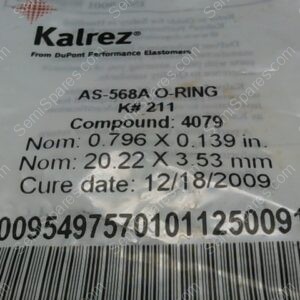 Kalrez®
From DuPont Performance Elastomers
AS-568A O-RING
K# 211
Compound: 4079
Nom: 0.796 X 0.139 in.
Nom: 20.22 X 3.53 mm
Cure date: 12/18/2009
00954975701011250091